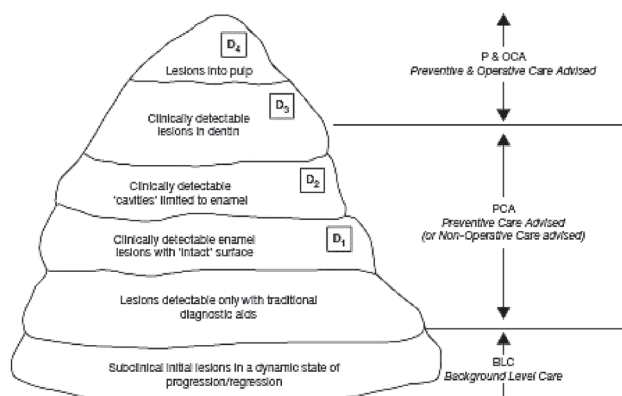 D4
Lesions into pulp
D3
Clinically detectable
lesions in dentin
D2
Clinically detectable
'cavities' limited to enamel
D1
Clinically detectable enamel
lesions with 'intact' surface
Lesions detectable only with traditional
diagnostic aids
Subclinical initial lesions in a dynamic state of
progression/regression
P & OCA
Preventive & Operative Care Advised
PCA
Preventive Care Advised
(or Non-Operative Care advised)
BLC
Background Level Care